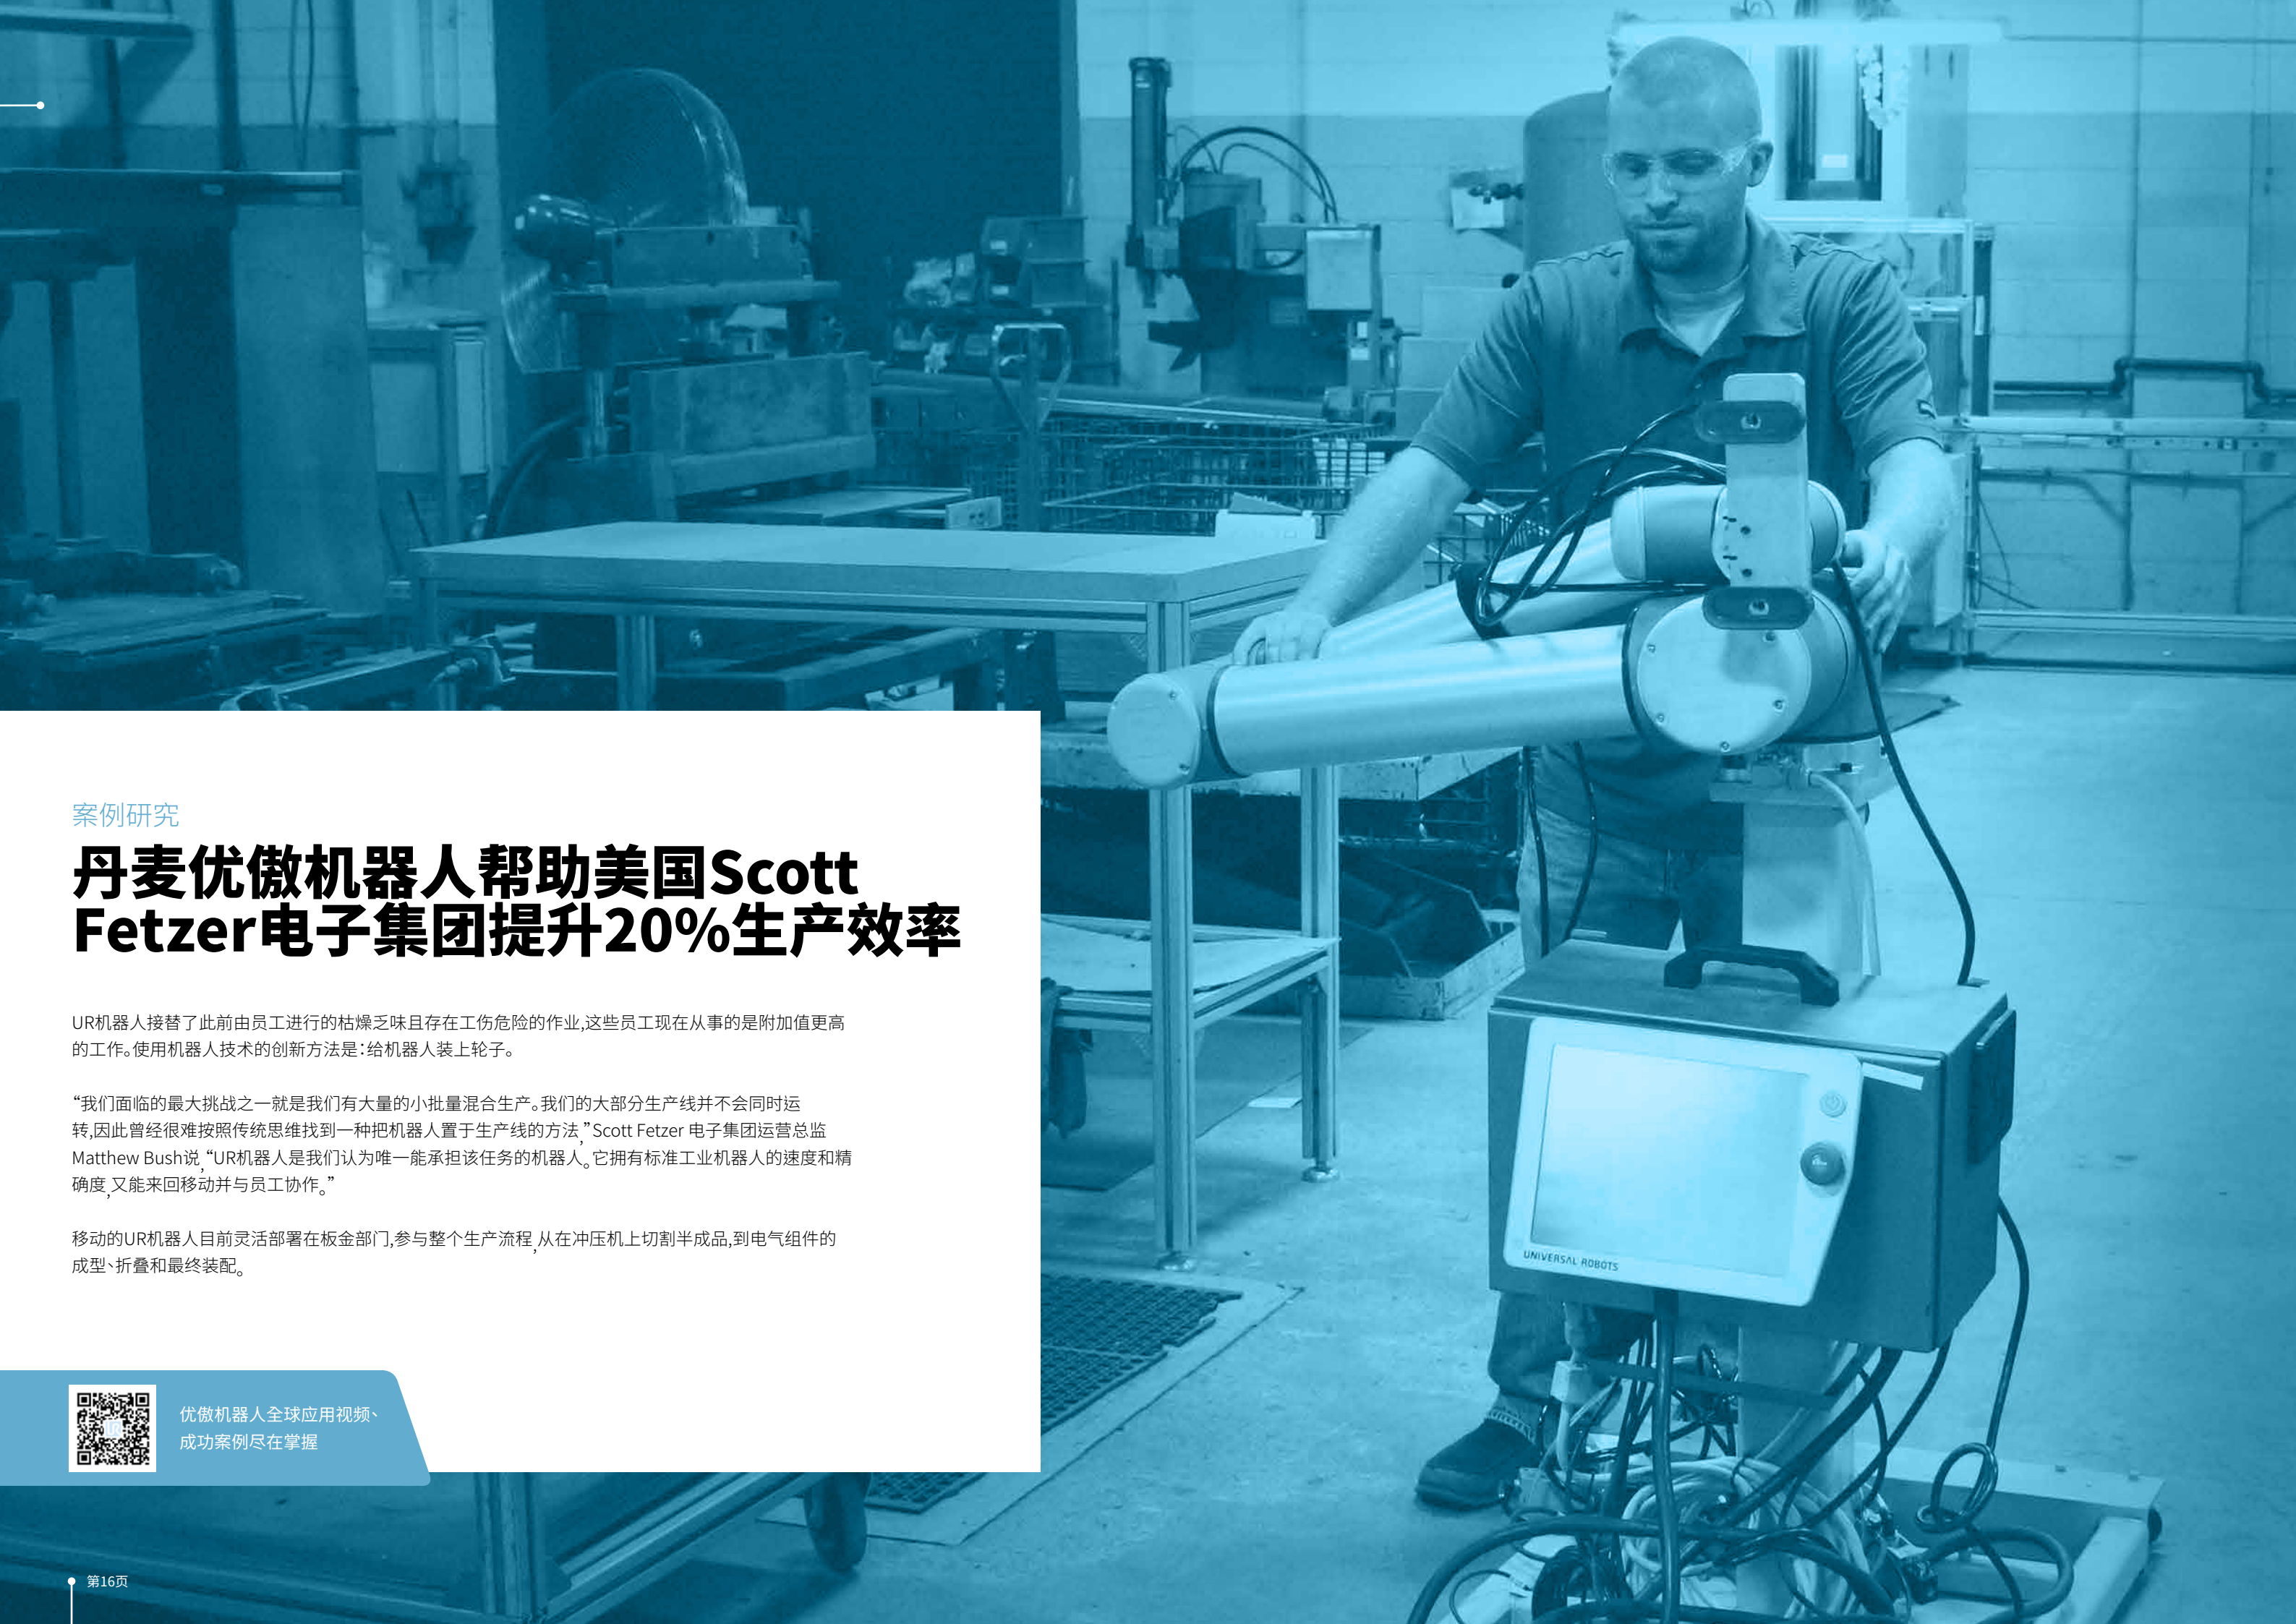 案例研究
丹麦优傲机器人帮助美国Scott
Fetzer电子集团提升20%生产效率
UR机器人接替了此前由员工进行的枯燥乏味且存在工伤危险的作业,这些员工现在从事的是附加值更高
的工作。使用机器人技术的创新方法是：给机器人装上轮子。
“我们面临的最大挑战之一就是我们有大量的小批量混合生产。我们的大部分生产线并不会同时运
转,因此曾经很难按照传统思维找到一种把机器人置于生产线的方法，”Scott Fetzer 电子集团运营总监
Matthew Bush说，“UR机器人是我们认为唯一能承担该任务的机器人。它拥有标准工业机器人的速度和精
确度，又能来回移动并与员工协作。”
移动的UR机器人目前灵活部署在板金部门,参与整个生产流程，从在冲压机上切割半成品,到电气组件的
成型、折叠和最终装配。
优傲机器人全球应用视频、
成功案例尽在掌握
UNIVERSAL ROBOTS
第16页